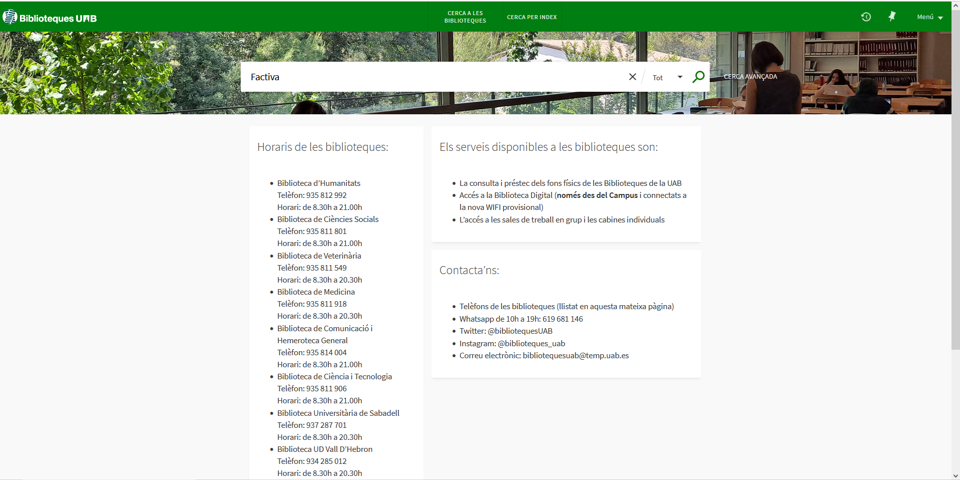 Biblioteques UAB
CERCA A LES
BIBLIOTEQUES
CERCA PER INDEX
Menú
Factiva
Tot
CERCA AVANÇADA
Horaris de les biblioteques:
Biblioteca d'Humanitats
Telèfon: 935 812 992
Horari: de 8.30h a 21.00h
Biblioteca de Ciències Socials
Telèfon: 935 811 801
Horari: de 8.30h a 21.00h
Biblioteca de Veterinària
Telèfon: 935 811 549
Horari: de 8.30h a 20.30h
Biblioteca de Medicina
Telèfon: 935 811 918
Horari: de 8.30h a 20.30h
Biblioteca de Comunicació i
Hemeroteca General
Telèfon: 935 814 004
Horari: de 8.30h a 21.00h
Biblioteca de Ciència i Tecnologia
Telèfon: 935 811 906
Horari: de 8.30h a 21.00h
Biblioteca Universitària de Sabadell
Telèfon: 937 287 701
Horari: de 8.30h a 20.30h
Biblioteca UD Vall D'Hebron
Telèfon: 934 285 012
Horari: de 8.30h a 20.30h
Els serveis disponibles a les biblioteques són:
La consulta i préstec dels fons físics de les Biblioteques de la UAB
Accés a la Biblioteca Digital (només des del Campus i connectats a
la nova WIFI provisional)
L'accés a les sales de treball en grup i les cabines individuals
Contacta'ns:
Telèfons de les biblioteques (llistat en aquesta mateixa pàgina)
Whatsapp de 10h a 19h: 619 681 146
Twitter: @bibliotequesUAB
Instagram: @biblioteques_uab
Correu electrònic: bibliotequesuab@temp.uab.es